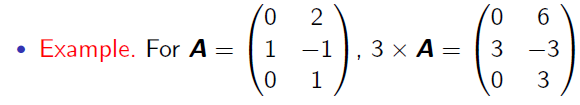 • Example. For A = (0 2
1 −1
0 1), 3 × A = (0 6
3 −3
0 3)